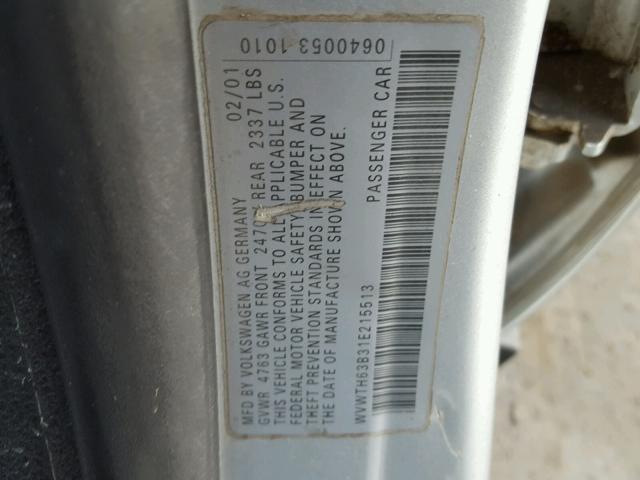 MFD BY VOLKSWAGEN AG GERMANY 02/01
GVWR 4763 GAWR FRONT 2470 REAR 2337 LBS
THIS VEHICLE CONFORMS TO ALL APPLICABLE U.S.
FEDERAL MOTOR VEHICLE SAFETY BUMPER AND
THEFT PREVENTION STANDARDS IN EFFECT ON
THE DATE OF MANUFACTURE SHOWN ABOVE.
WVWTH63B31E215513 PASSENGER CAR
0640053 1010